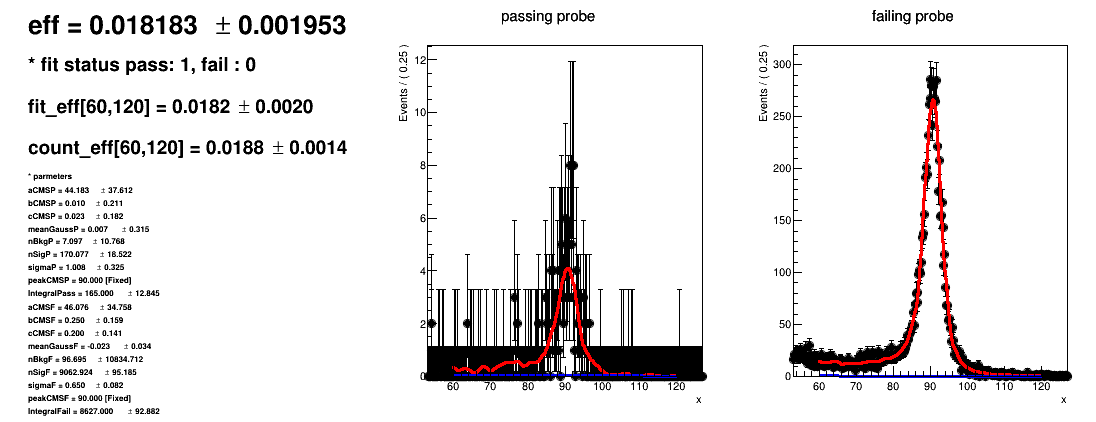 eff = 0.018183 ± 0.001953
* fit status pass: 1, fail : 0
fit_eff[60,120] = 0.0182 ± 0.0020
count_eff[60,120] = 0.0188 ± 0.0014
* parmeters
aCMSP = 44.183 ± 37.612
bCMSP = 0.010 ± 0.211
cCMSP = 0.023 ± 0.182
meanGaussP = 0.007 ± 0.315
nBkgP = 7.097 ± 10.768
nSigP = 170.077 ± 18.522
sigmaP = 1.008 ± 0.325
peakCMSP = 90.000 [Fixed]
IntegralPass = 165.000 ± 12.845
aCMSF = 46.076 ± 34.758
bCMSF = 0.250 ± 0.159
cCMSF = 0.200 ± 0.141
meanGaussF = -0.023 ± 0.034
nBkgF = 96.695 ± 10834.712
nSigF = 9062.924 ± 95.185
sigmaF = 0.650 ± 0.082
peakCMSF = 90.000 [Fixed]
IntegralFail = 8627.000 ± 92.882
passing probe
Events / ( 0.25 )
12
10
8
6
4
2
0
60 70 80 90 100 110 120
x
failing probe
Events / ( 0.25 )
300
250
200
150
100
50
0
60 70 80 90 100 110 120
x